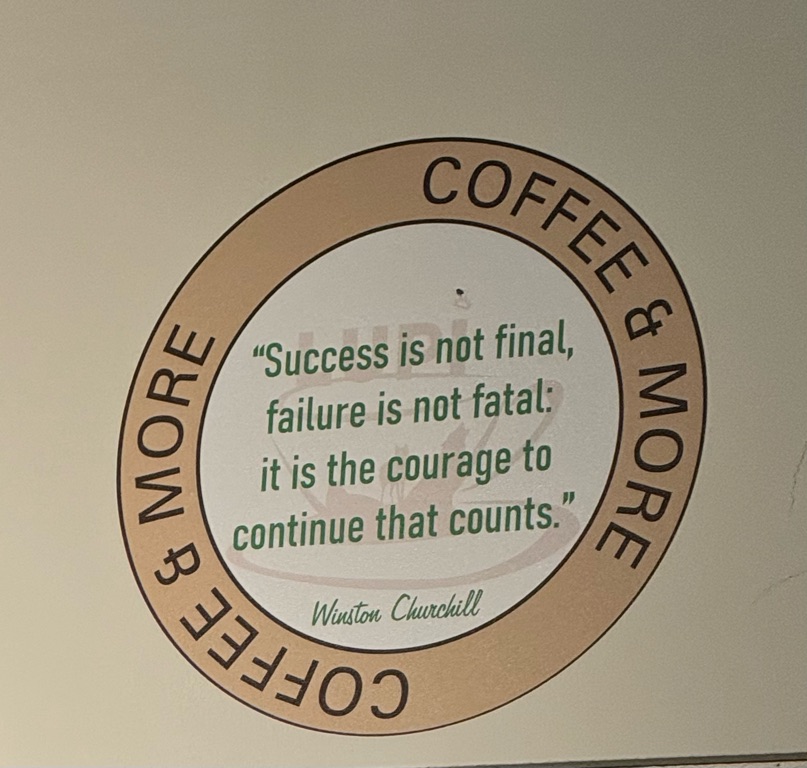 COFFEE & MORE
LUPI
“Success is not final,
failure is not fatal:
it is the courage to
continue that counts.”
Winston Churchill
COFFEE & MORE